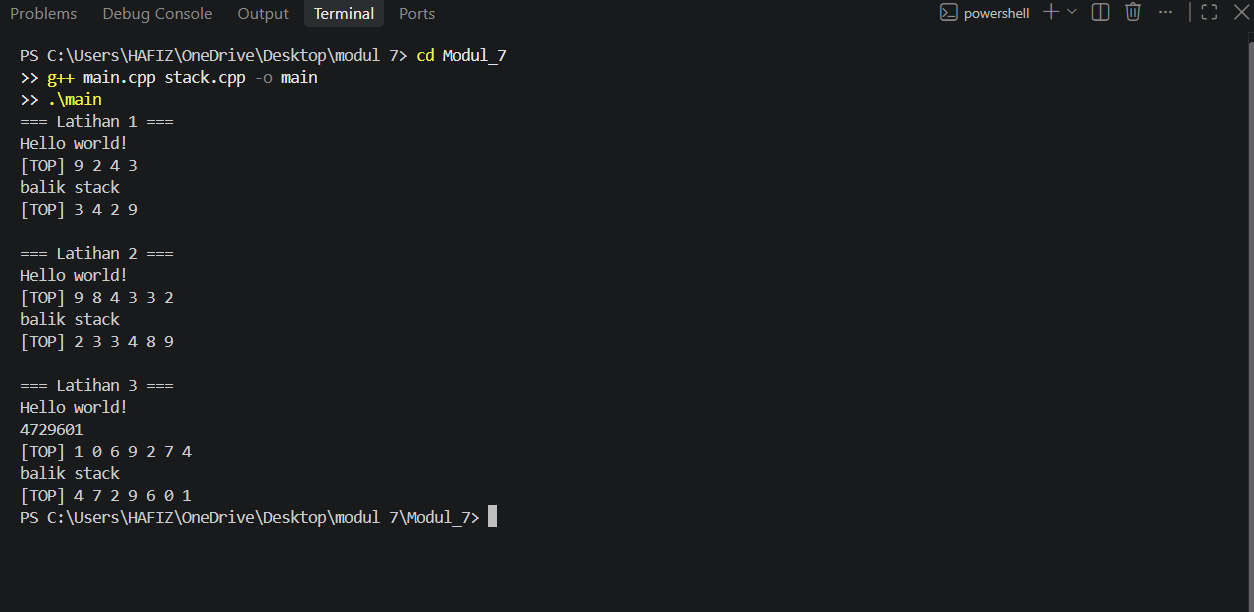 Problems Debug Console Output Terminal Ports powershell
PS C:\Users\HAFIZ\OneDrive\Desktop\modul 7> cd Modul_7
>> g++ main.cpp stack.cpp -o main
>> .\main
=== Latihan 1 ===
Hello world!
[TOP] 9 2 4 3
balik stack
[TOP] 3 4 2 9
=== Latihan 2 ===
Hello world!
[TOP] 9 8 4 3 3 2
balik stack
[TOP] 2 3 3 4 8 9
=== Latihan 3 ===
Hello world!
4729601
[TOP] 1 0 6 9 2 7 4
balik stack
[TOP] 4 7 2 9 6 0 1
PS C:\Users\HAFIZ\OneDrive\Desktop\modul 7\Modul_7>